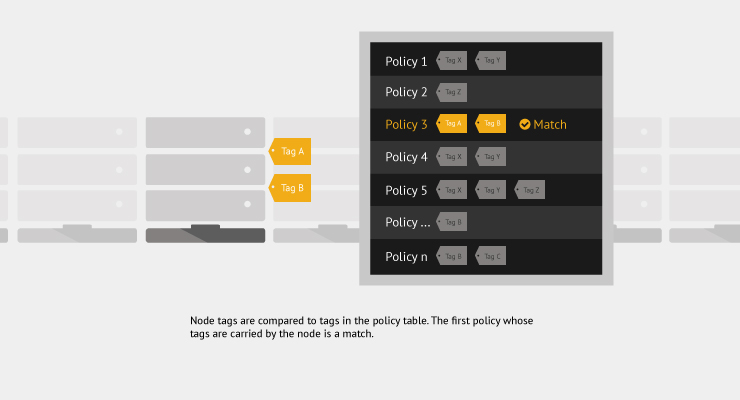 Policy 1 Tag X Tag Y
Policy 2 Tag Z
Policy 3 Tag A Tag B Match
Tag A
Policy 4 Tag X Tag Y
Tag B
Policy 5 Tag X Tag Y Tag Z
Policy ... Tag B
Policy n Tag B Tag C
Node tags are compared to tags in the policy table. The first policy whose
tags are carried by the node is a match.